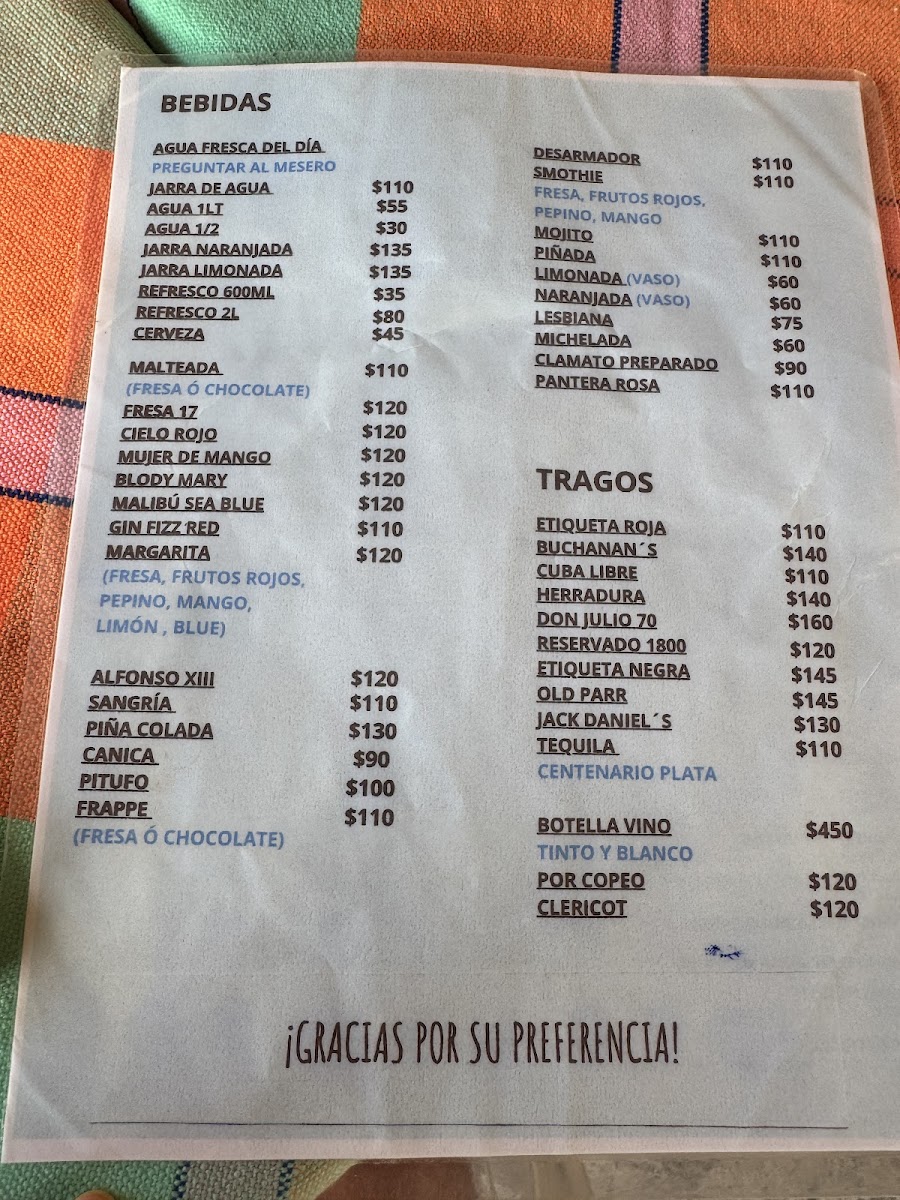 BEBIDAS
AGUA FRESCA DEL DÍA
PREGUNTAR AL MESERO
JARRA DE AGUA $110
AGUA 1LT $55
AGUA 1/2 $30
JARRA NARANJADA $135
JARRA LIMONADA $135
REFRESCO 600ML $35
REFRESCO 2L $80
CERVEZA $45
MALTEADA $110
(FRESA Ó CHOCOLATE)
FRESA 17 $120
CIELO ROJO $120
MUJER DE MANGO $120
BLODY MARY $120
MALIBÚ SEA BLUE $120
GIN FIZZ RED $110
MARGARITA $120
(FRESA, FRUTOS ROJOS,
PEPINO, MANGO,
LIMÓN , BLUE)
ALFONSO XIII $120
SANGRÍA $110
PIÑA COLADA $130
CANICA $90
PITUFO $100
FRAPPE $110
(FRESA Ó CHOCOLATE)
DESARMADOR $110
SMOTHIE $110
FRESA, FRUTOS ROJOS,
PEPINO, MANGO
MOJITO $110
PIÑADA $110
LIMONADA (VASO) $60
NARANJADA (VASO) $60
LESBIANA $75
MICHELADA $60
CLAMATO PREPARADO $90
PANTERA ROSA $110
TRAGOS
ETIQUETA ROJA $110
BUCHANAN´S $140
CUBA LIBRE $110
HERRADURA $140
DON JULIO 70 $160
RESERVADO 1800 $120
ETIQUETA NEGRA $145
OLD PARR $145
JACK DANIEL´S $130
TEQUILA $110
CENTENARIO PLATA
BOTELLA VINO $450
TINTO Y BLANCO
POR COPEO $120
CLERICOT $120
¡GRACIAS POR SU PREFERENCIA!